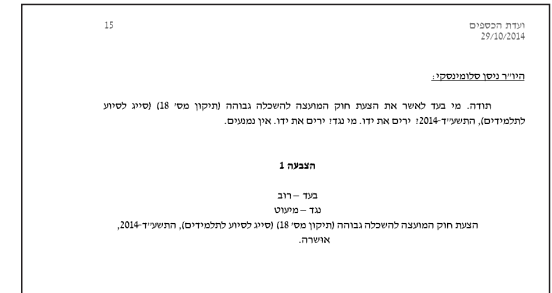 ועדת הכספים
15
29/10/2014
היו"ר ניסן סלומינסקי:
תודה. מי בעד לאשר את הצעת חוק המועצה להשכלה גבוהה (תיקון מס' 18) (סייג לסיוע
לתלמידים), התשע"ד-2014? ירים את ידו. מי נגד? ירים את ידו. אין נמנעים.
הצבעה 1
בעד – רוב
נגד – מיעוט
הצעת חוק המועצה להשכלה גבוהה (תיקון מס' 18) (סייג לסיוע לתלמידים), התשע"ד-2014,
אושרה.